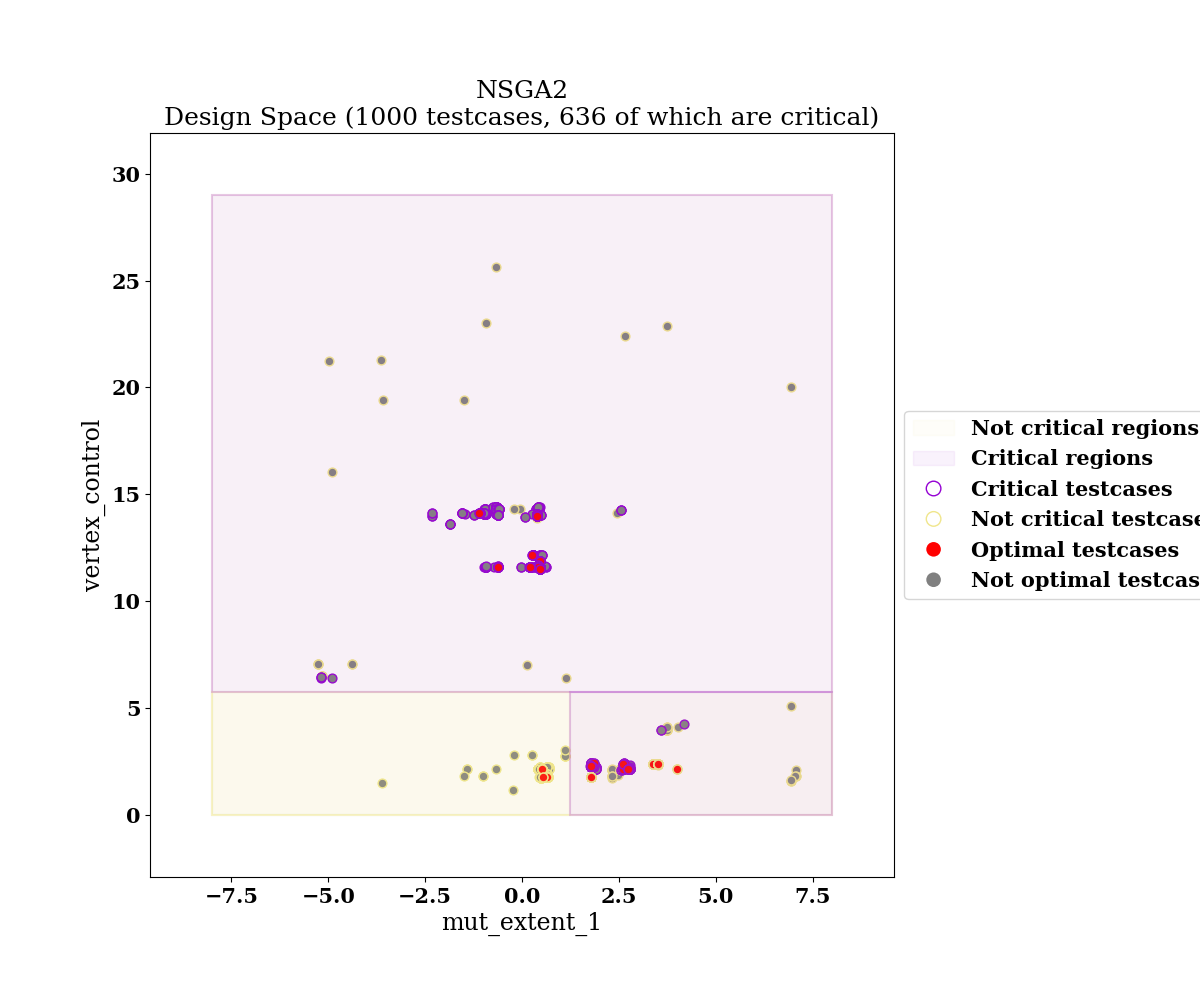 NSGA2
Design Space (1000 testcases, 636 of which are critical)
30
25
20
15
10
5
0
vertex_control
−7.5
−5.0
−2.5
0.0
2.5
5.0
7.5
mut_extent_1
Not critical regions
Critical regions
Critical testcases
Not critical testcase
Optimal testcases
Not optimal testcas